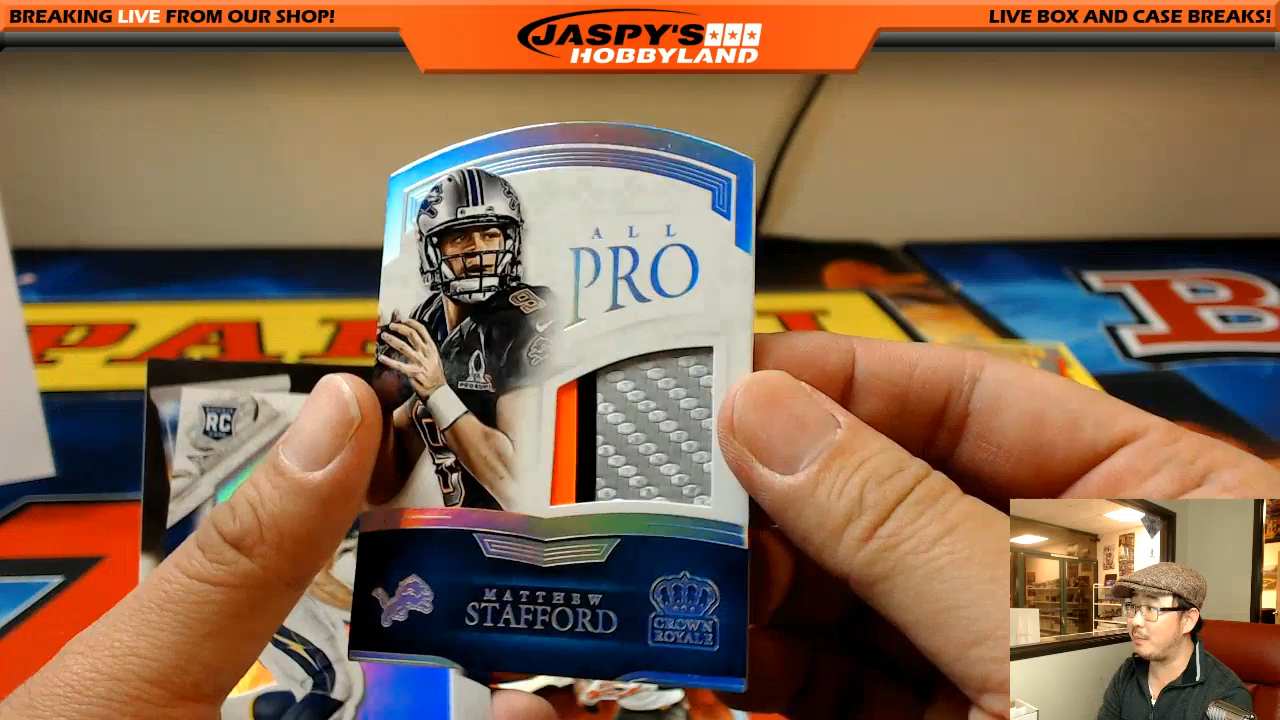 BREAKING LIVE FROM OUR SHOP!
JASPY'S
HOBBYLAND
LIVE BOX AND CASE BREAKS!
ALL
PRO
RC
MATTHEW
STAFFORD
CROWN
ROYALE
B